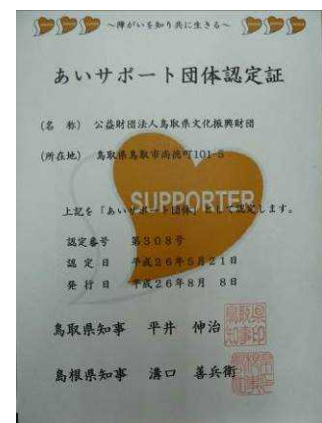 ~障がいを知り共に生きる~
あいサポート団体認定証
(名 称) 公益財団法人鳥取県文化振興財団
(所在地) 鳥取県鳥取市尚徳町101-5
SUPPORTER
上記を「あいサポート団体」として認定します。
認定番号 第308号
認 定 日 平成26年5月21日
発 行 日 平成26年8月 8日
鳥取県知事 平井 伸治
島根県知事 溝口 善兵衛